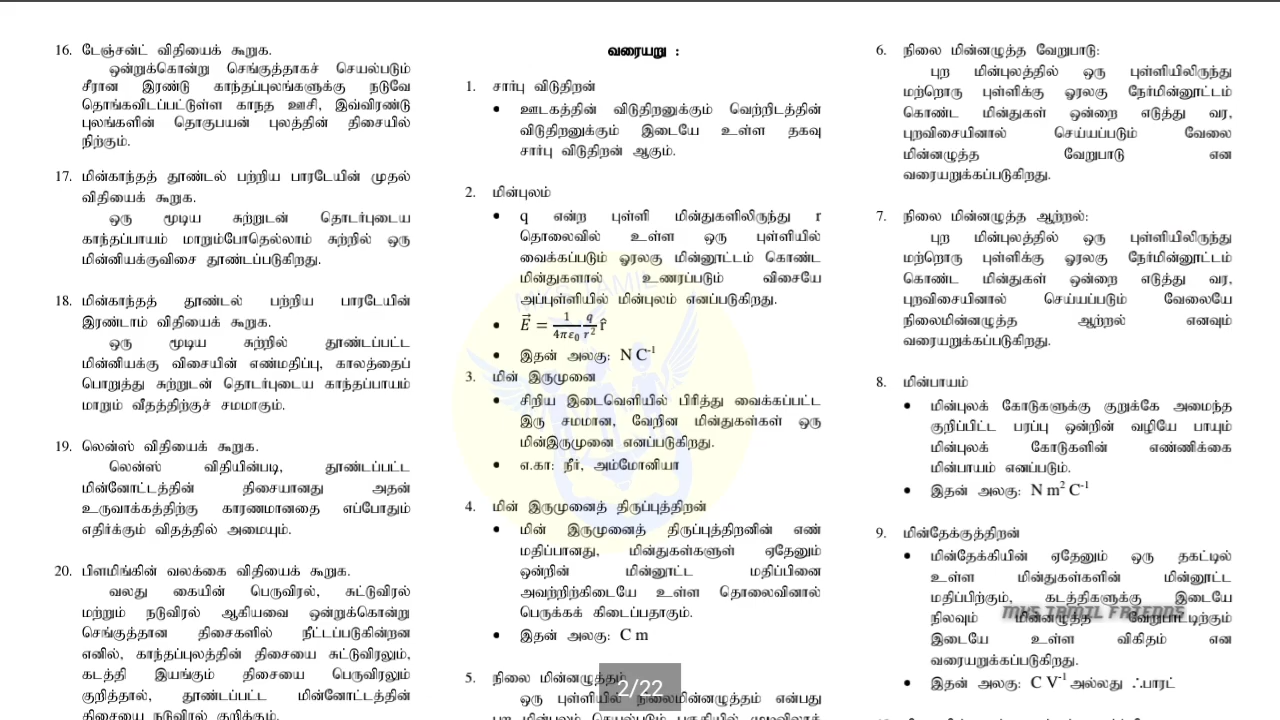 16. டேஞ்சன்ட் விதியைக் கூறுக.
ஒன்றுக்கொன்று செங்குத்தாகச் செயல்படும்
சீரான இரண்டு காந்தப்புலங்களுக்கு நடுவே
தொங்கவிடப்பட்டுள்ள காநத ஊசி, இவ்விரண்டு
புலங்களின் தொகுபயன் புலத்தின் திசையில்
நிற்கும்.
17. மின்காந்தத் தூண்டல் பற்றிய பாரடேயின் முதல்
விதியைக் கூறுக.
ஒரு மூடிய சுற்றுடன் தொடர்புடைய
காந்தப்பாயம் மாறும்போதெல்லாம் சுற்றில் ஒரு
மின்னியக்குவிசை தூண்டப்படுகிறது.
18. மின்காந்தத் தூண்டல் பற்றிய பாரடேயின்
இரண்டாம் விதியைக் கூறுக.
ஒரு மூடிய சுற்றில் தூண்டப்பட்ட
மின்னியக்கு விசையின் எண்மதிப்பு, காலத்தைப்
பொறுத்து சுற்றுடன் தொடர்புடைய காந்தப்பாயம்
மாறும் வீதத்திற்குச் சமமாகும்.
19. லென்ஸ் விதியை கூறுக.
லென்ஸ் விதியின்படி, தூண்டப்பட்ட
மின்னோட்டத்தின் திசையானது அதன்
உருவாக்கத்திற்கு காரணமானதை எப்போதும்
எதிர்க்கும் விதத்தில் அமையும்.
20. பிளமிங்கின் வலக்கை விதியை கூறுக.
வலது கையின் பெருவிரல், சுட்டுவிரல்
மற்றும் நடுவிரல் ஆகியவை ஒன்றுக்கொன்று
செங்குத்தான திசைகளில் நீட்டப்படுகின்றன
எனில், காந்தப்புலத்தின் திசையை சுட்டுவிரலும்,
கடத்தி இயங்கும் திசையை பெருவிரலும்
குறித்தால், தூண்டப்பட்ட மின்னோட்டத்தின்
திசையை நடுவிரல் குறிக்கும்.
வரையறு :
1. சார்பு விடுதிறன்
• ஊடகத்தின் விடுதிறனுக்கும் வெற்றிடத்தின்
விடுதிறனுக்கும் இடையே உள்ள தகவு
சார்பு விடுதிறன் ஆகும்.
2. மின்புலம்
• q என்ற புள்ளி மின்துகளிலிருந்து r
தொலைவில் உள்ள ஒரு புள்ளியில்
வைக்கப்படும் ஓரலகு மின்னூட்டம் கொண்ட
மின்துகளால் உணரப்படும் விசையே
அப்புள்ளியில் மின்புலம் எனப்படுகிறது.
• E⃗ = 1/4πε₀ q/r² r̂
• இதன் அலகு: N C⁻¹
3. மின் இருமுனை
• சிறிய இடைவெளியில் பிரித்து வைக்கப்பட்ட
இரு சமமான, வேறின மின்துகள்கள் ஒரு
மின்இருமுனை எனப்படுகிறது.
• எ.கா: நீர், அம்மோனியா
4. மின் இருமுனைத் திருப்புத்திறன்
• மின் இருமுனைத் திருப்புத்திறனின் எண்
மதிப்பானது, மின்துகள்களுள் ஏதேனும்
ஒன்றின் மின்னூட்ட மதிப்பினை
அவற்றிற்கிடையே உள்ள தொலைவினால்
பெருக்கக் கிடைப்பதாகும்.
• இதன் அலகு: C m
5. நிலை மின்னழுத்தம்
ஒரு புள்ளியில் நிலைமின்னழுத்தம் என்பது
புற மின்புலம் செயல்படும் பகுதியில் முடிவிலாத்
6. நிலை மின்னழுத்த வேறுபாடு:
புற மின்புலத்தில் ஒரு புள்ளியிலிருந்து
மற்றொரு புள்ளிக்கு ஓரலகு நேர்மின்னூட்டம்
கொண்ட மின்துகள் ஒன்றை எடுத்து வர,
புறவிசையினால் செய்யப்படும் வேலை
மின்னழுத்த வேறுபாடு என
வரையறுக்கப்படுகிறது.
7. நிலை மின்னழுத்த ஆற்றல்:
புற மின்புலத்தில் ஒரு புள்ளியிலிருந்து
மற்றொரு புள்ளிக்கு ஓரலகு நேர்மின்னூட்டம்
கொண்ட மின்துகள் ஒன்றை எடுத்து வர,
புறவிசையினால் செய்யப்படும் வேலையே
நிலைமின்னழுத்த ஆற்றல் எனவும்
வரையறுக்கப்படுகிறது.
8. மின்பாயம்
• மின்புலக் கோடுகளுக்கு குறுக்கே அமைந்த
குறிப்பிட்ட பரப்பு ஒன்றின் வழியே பாயும்
மின்புலக் கோடுகளின் எண்ணிக்கை
மின்பாயம் எனப்படும்.
• இதன் அலகு: N m² C⁻¹
9. மின்தேக்குத்திறன்
• மின்தேக்கியின் ஏதேனும் ஒரு தகட்டில்
உள்ள மின்துகள்களின் மின்னூட்ட
மதிப்பிற்கும், கடத்திகளுக்கு இடையே
நிலவும் மின்னழுத்த வேறுபாட்டிற்கும்
இடையே உள்ள விகிதம் என
வரையறுக்கப்படுகிறது.
• இதன் அலகு: C V⁻¹ அல்லது ஃபாரட்
MKS TAMIL FRIENDS
2/22